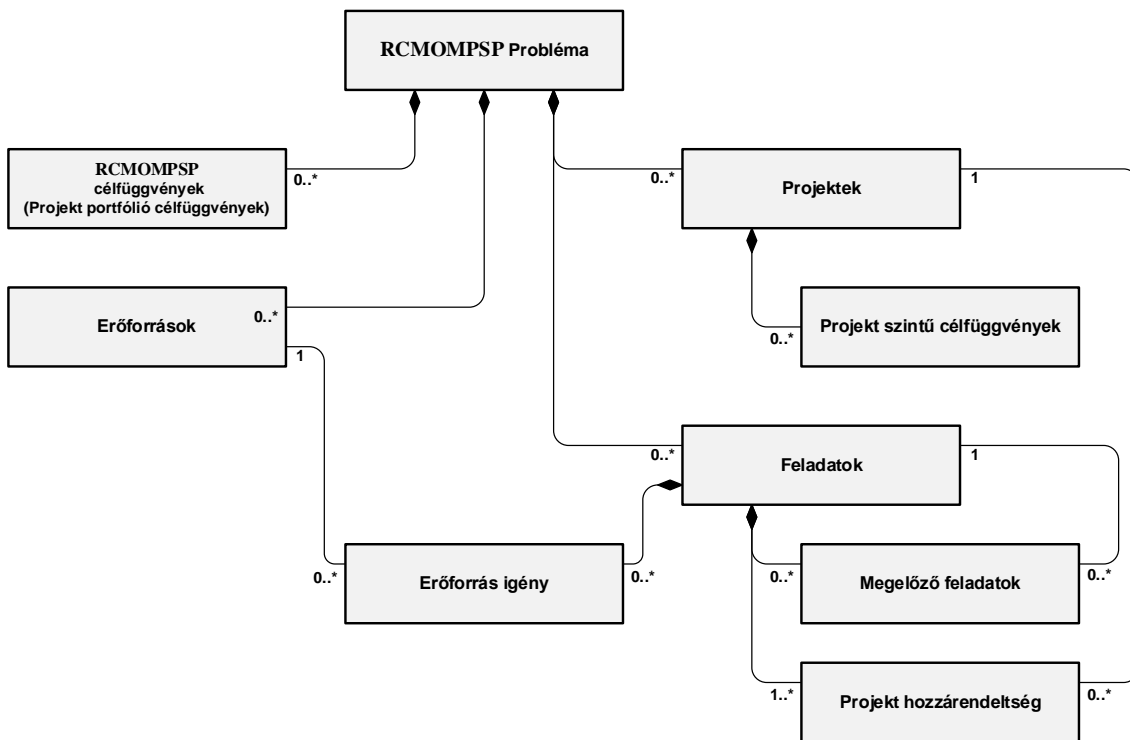 RCMOMPSP Probléma
RCMOMPSP
célfüggvények
(Projekt portfólió célfüggvények)
0..*
0..*
Projektek
1
Erőforrások
0..*
1
0..*
Projekt szintű célfüggvények
0..*
Feladatok
1
0..*
Erőforrás igény
0..*
0..*
Megelőző feladatok
0..*
1..*
Projekt hozzárendeltség
0..*